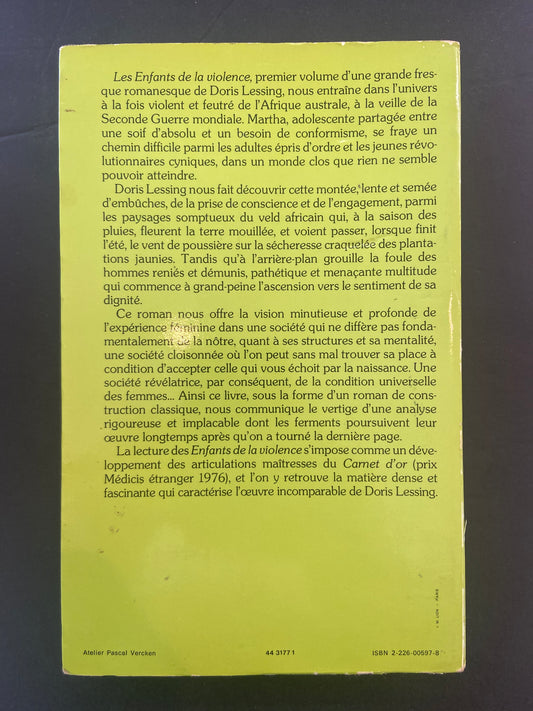 Les Enfants de la violence, premier volume d'une grande fres-
que romanesque de Doris Lessing, nous entraîne dans l'univers
à la fois violent et feutré de l'Afrique australe, à la veille de la
Seconde Guerre mondiale. Martha, adolescente partagée entre
une soif d'absolu et un besoin de conformisme, se fraye un
chemin difficile parmi les adultes épris d'ordre et les jeunes révo-
lutionnaires cyniques, dans un monde clos que rien ne semble
pouvoir atteindre.
Doris Lessing nous fait découvrir cette montée, lente et semée
d'embûches, de la prise de conscience et de l'engagement, parmi
les paysages somptueux du veld africain qui, à la saison des
pluies, fleurent la terre mouillée, et voient passer, lorsque finit
l'été, le vent de poussière sur la sécheresse craquelée des planta-
tions jaunies. Tandis qu'à l'arrière-plan grouille la foule des
hommes reniés et démunis, pathétique et menaçante multitude
qui commence à grand-peine l'ascension vers le sentiment de sa
dignité.
Ce roman nous offre la vision minutieuse et profonde de
l'expérience féminine dans une société qui ne diffère pas fonda-
mentalement de la nôtre, quant à ses structures et sa mentalité,
une société cloisonnée où l'on peut sans mal trouver sa place à
condition d'accepter celle qui vous échoit par la naissance. Une
société révélatrice, par conséquent, de la condition universelle
des femmes... Ainsi ce livre, sous la forme d'un roman de cons-
truction classique, nous communique le vertige d'une analyse
rigoureuse et implacable dont les ferments poursuivent leur
œuvre longtemps après qu'on a tourné la dernière page.
La lecture des Enfants de la violence s'impose comme un déve-
loppement des articulations maîtresses du Carnet d'or (prix
Médicis étranger 1976), et l'on y retrouve la matière dense et
fascinante qui caractérise l'œuvre incomparable de Doris Lessing.
Atelier Pascal Vercken
44 3177 1
ISBN 2-226-00597-8